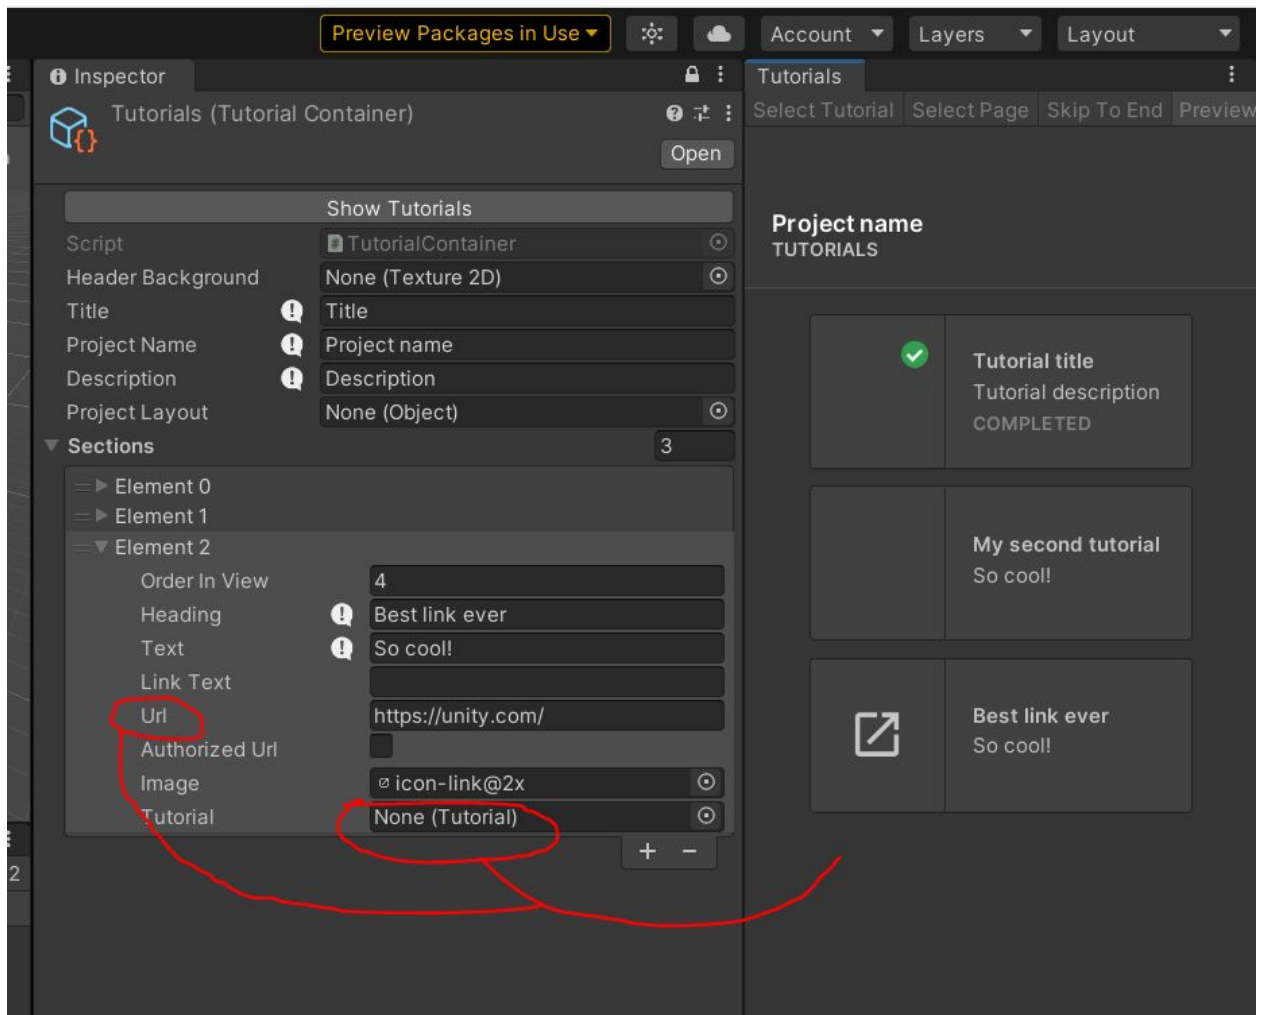 Preview Packages in Use
Account
Layers
Layout
Inspector
Tutorials (Tutorial Container)
Open
Show Tutorials
Script
TutorialContainer
Header Background
None (Texture 2D)
Title
Title
Project Name
Project name
Description
Description
Project Layout
None (Object)
Sections
3
Element 0
Element 1
Element 2
Order In View
4
Heading
Best link ever
Text
So cool!
Link Text
Url
https://unity.com/
Authorized Url
Image
icon-link@2x
Tutorial
None (Tutorial)
+ −
2
Tutorials
Select Tutorial
Select Page
Skip To End
Preview
Project name
TUTORIALS
Tutorial title
Tutorial description
COMPLETED
My second tutorial
So cool!
Best link ever
So cool!